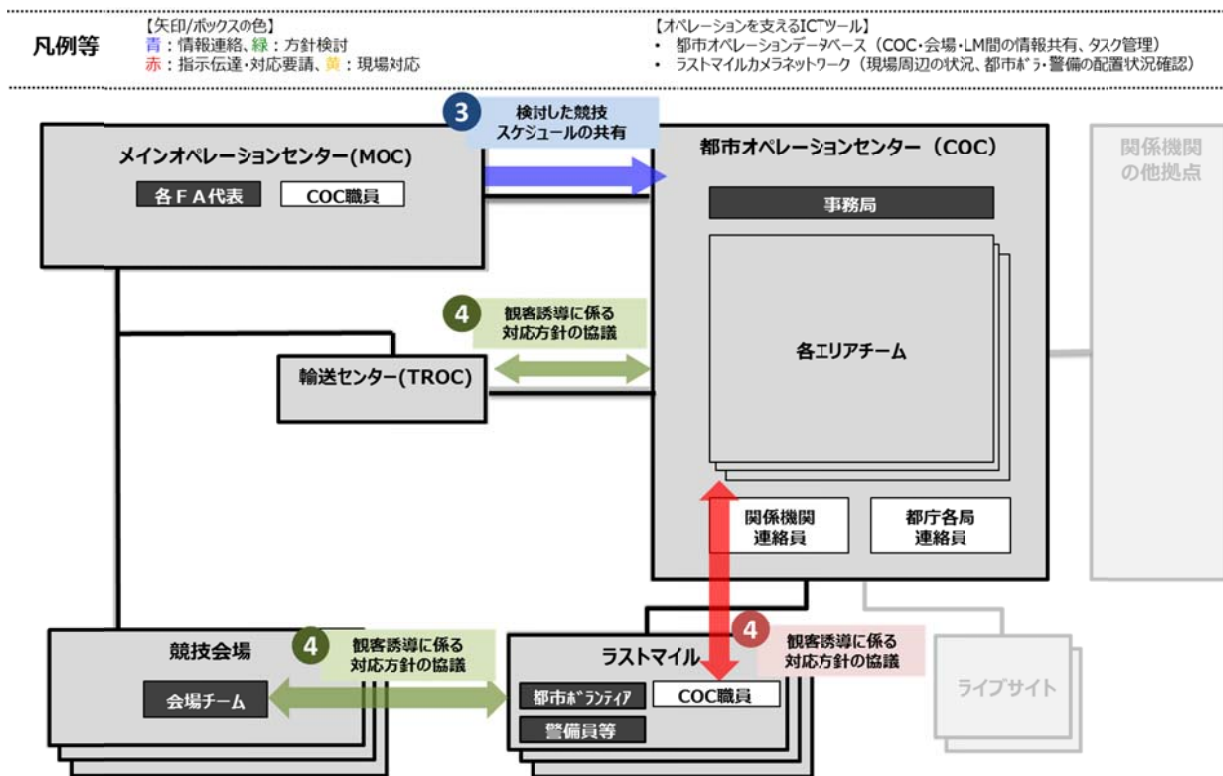 凡例等
【矢印/ボックスの色】
青：情報連絡、緑：方針検討
赤：指示伝達・対応要請、黄：現場対応
【オペレーションを支えるICTツール】
• 都市オペレーションデータベース（COC・会場・LM間の情報共有、タスク管理）
• ラストマイルカメラネットワーク（現場周辺の状況、都市ボラ・警備の配置状況確認）
3
検討した競技
スケジュールの共有
メインオペレーションセンター(MOC)
各ＦＡ代表
COC職員
都市オペレーションセンター（COC）
事務局
各エリアチーム
関係機関
の他拠点
4
観客誘導に係る
対応方針の協議
輸送センター(TROC)
関係機関
連絡員
都庁各局
連絡員
競技会場
会場チーム
4
観客誘導に係る
対応方針の協議
ラストマイル
都市ボランティア
COC職員
警備員等
4
観客誘導に係る
対応方針の協議
ライブサイト